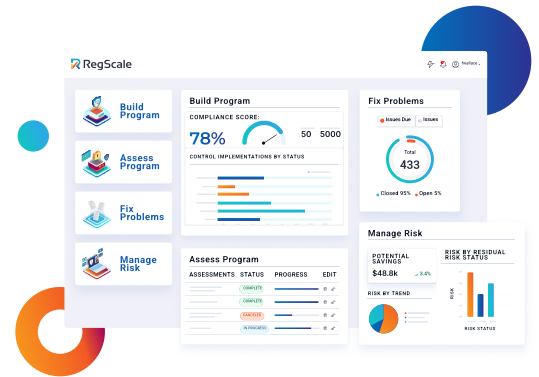 RegScale
Build
Program
Assess
Program
Fix
Problems
Manage
Risk
Build Program
COMPLIANCE SCORE:
78%
50 5000
CONTROL IMPLEMENTATIONS BY STATUS
Assess Program
ASSESSMENTS STATUS PROGRESS EDIT
COMPLETE
COMPLETE
CANCELED
IN PROGRESS
Fix Problems
Issues Due Issues
Total
433
Closed 95% Open 5%
Manage Risk
POTENTIAL
SAVINGS
$48.8k 3.4%
RISK BY TREND
RISK BY RESIDUAL
RISK STATUS
RISK
RISK STATUS